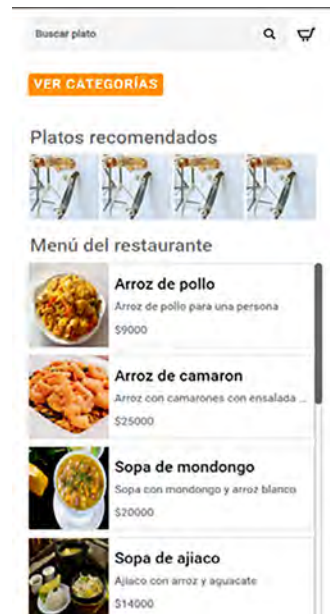 Buscar plato
VER CATEGORÍAS
Platos recomendados
Menú del restaurante
Arroz de pollo
Arroz de pollo para una persona
$9000
Arroz de camaron
Arroz con camarones con ensalada ...
$25000
Sopa de mondongo
Sopa con mondongo y arroz blanco
$20000
Sopa de ajiaco
Ajiaco con arroz y aguacate
$14000